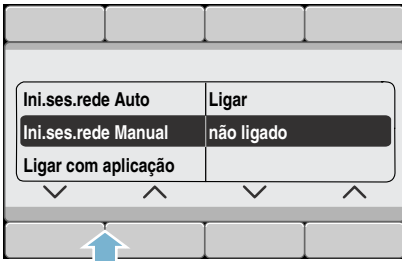 Ini.ses.rede Auto Ligar
Ini.ses.rede Manual não ligado
Ligar com aplicação